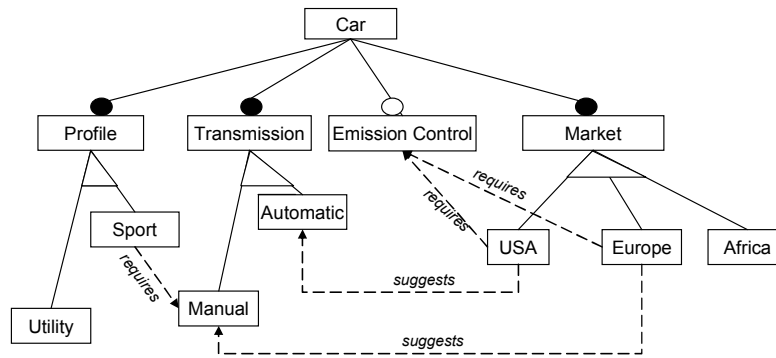 Car
Profile
Transmission
Emission Control
Market
requires
requires
Automatic
Sport
USA
Europe
Africa
requires
suggests
Manual
Utility
suggests